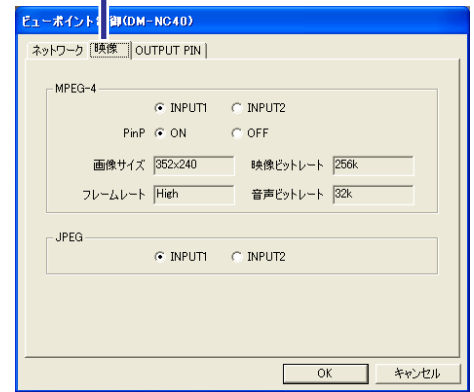 ビューポイント制御(DM-NC40)
ネットワーク 映像 OUTPUT PIN
MPEG-4
INPUT1 INPUT2
PinP ON OFF
画像サイズ 352x240 映像ビットレート 256k
フレームレート High 音声ビットレート 32k
JPEG
INPUT1 INPUT2
OK キャンセル